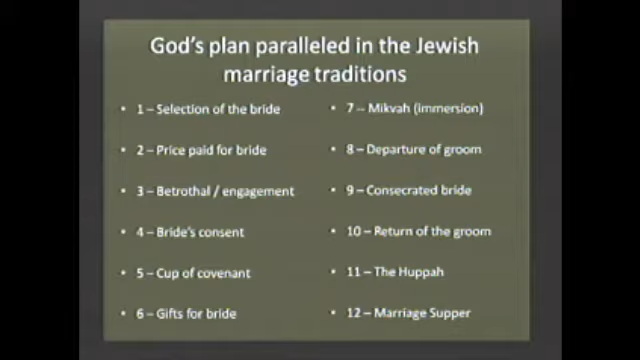 God's plan paralleled in the Jewish
marriage traditions
• 1 – Selection of the bride
• 2 – Price paid for bride
• 3 – Betrothal / engagement
• 4 – Bride's consent
• 5 – Cup of covenant
• 6 – Gifts for bride
• 7 – Mikvah (immersion)
• 8 – Departure of groom
• 9 – Consecrated bride
• 10 – Return of the groom
• 11 – The Huppah
• 12 – Marriage Supper